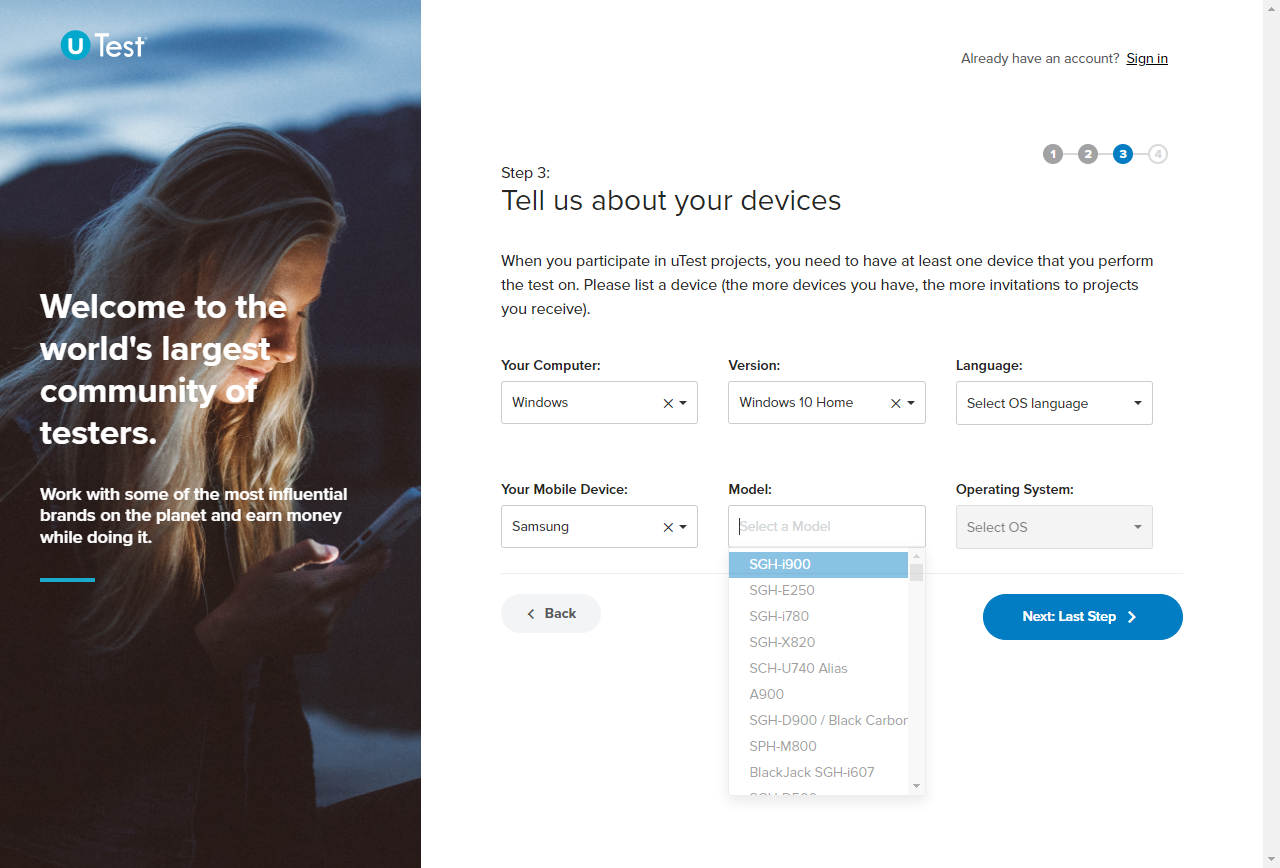 U Test
Already have an account? Sign in
1 2 3 4
Step 3:
Tell us about your devices
When you participate in uTest projects, you need to have at least one device that you perform
the test on. Please list a device (the more devices you have, the more invitations to projects
you receive).
Welcome to the
world's largest
community of
testers.
Work with some of the most influential
brands on the planet and earn money
while doing it.
Your Computer: Version: Language:
Windows Windows 10 Home Select OS language
Your Mobile Device: Model: Operating System:
Samsung Select a Model Select OS
SGH-i900
SGH-E250
SGH-i780
SGH-X820
SCH-U740 Alias
A900
SGH-D900 / Black Carbon
SPH-M800
BlackJack SGH-i607
Back
Next: Last Step